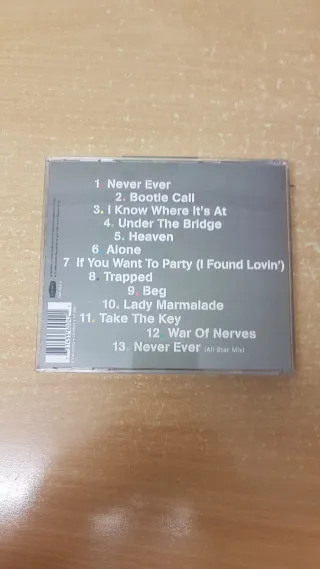 1 Never Ever
2. Bootie Call
3. I Know Where It's At
4. Under The Bridge
5. Heaven
6 Alone
7 If You Want To Party (I Found Lovin')
8. Trapped
9. Beg
10. Lady Marmalade
11. Take The Key
12. War Of Nerves
13. Never Ever (All Star Mix)